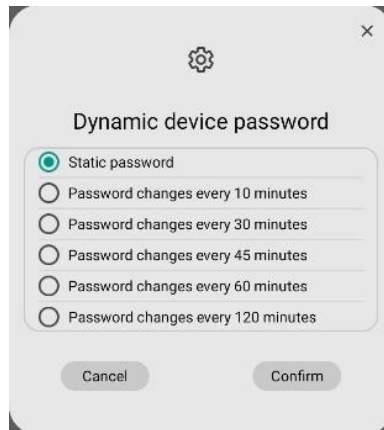 Dynamic device password
Static password
Password changes every 10 minutes
Password changes every 30 minutes
Password changes every 45 minutes
Password changes every 60 minutes
Password changes every 120 minutes
Cancel Confirm